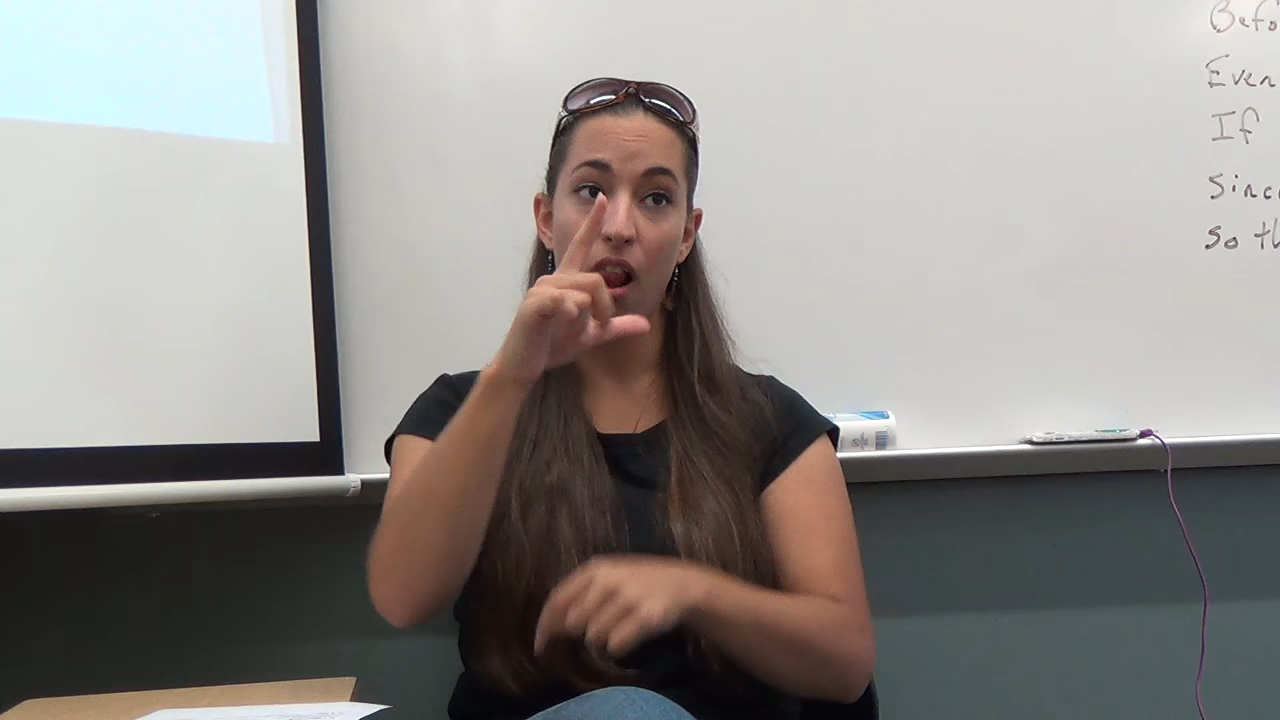 Befo
Even
If
Sinc
so th